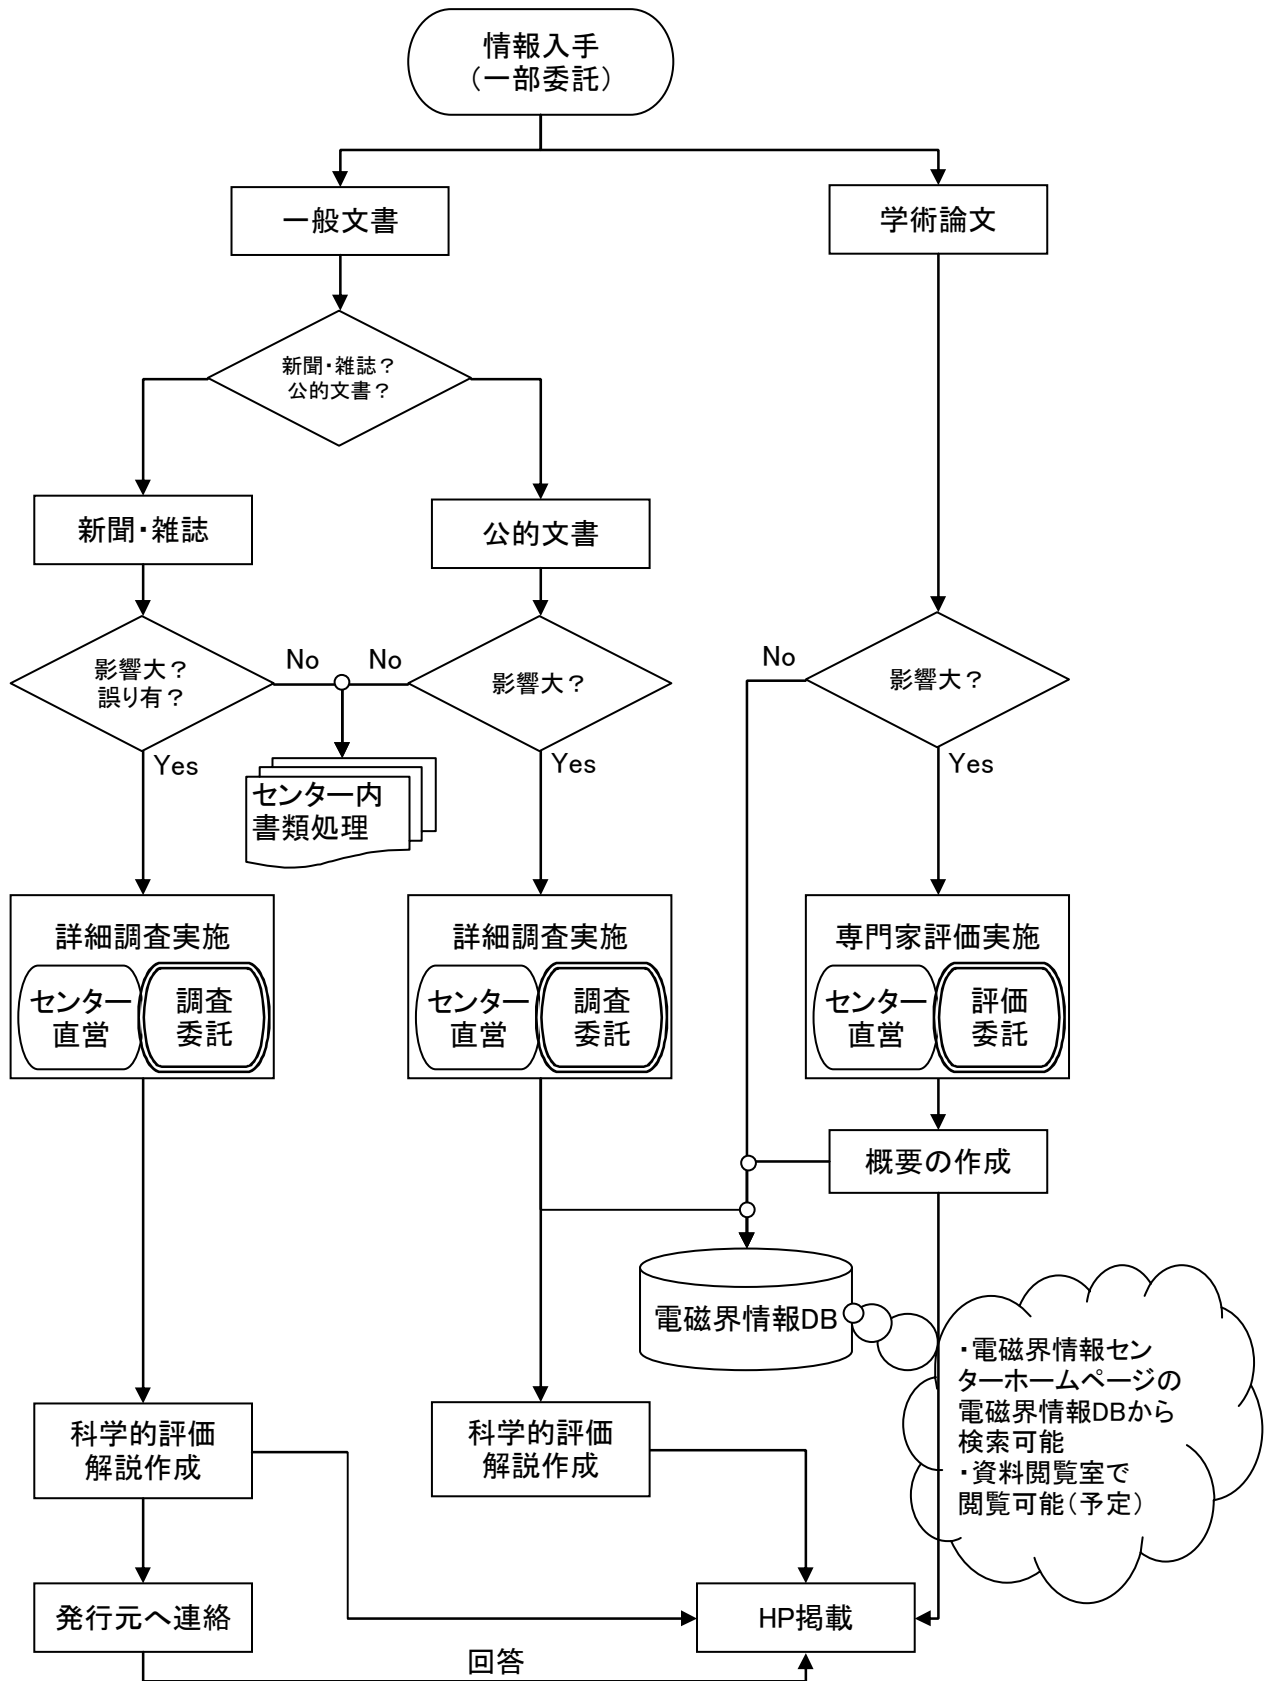 情報入手
（一部委託）
一般文書
学術論文
新聞・雑誌？
公的文書？
新聞・雑誌
公的文書
影響大？
誤り有？
No
No
影響大？
No
影響大？
Yes
Yes
Yes
センター内
書類処理
詳細調査実施
センター
直営
調査
委託
詳細調査実施
センター
直営
調査
委託
専門家評価実施
センター
直営
評価
委託
概要の作成
電磁界情報DB
・電磁界情報セン
ターホームページの
電磁界情報DBから
検索可能
・資料閲覧室で
閲覧可能（予定）
科学的評価
解説作成
科学的評価
解説作成
発行元へ連絡
HP掲載
回答